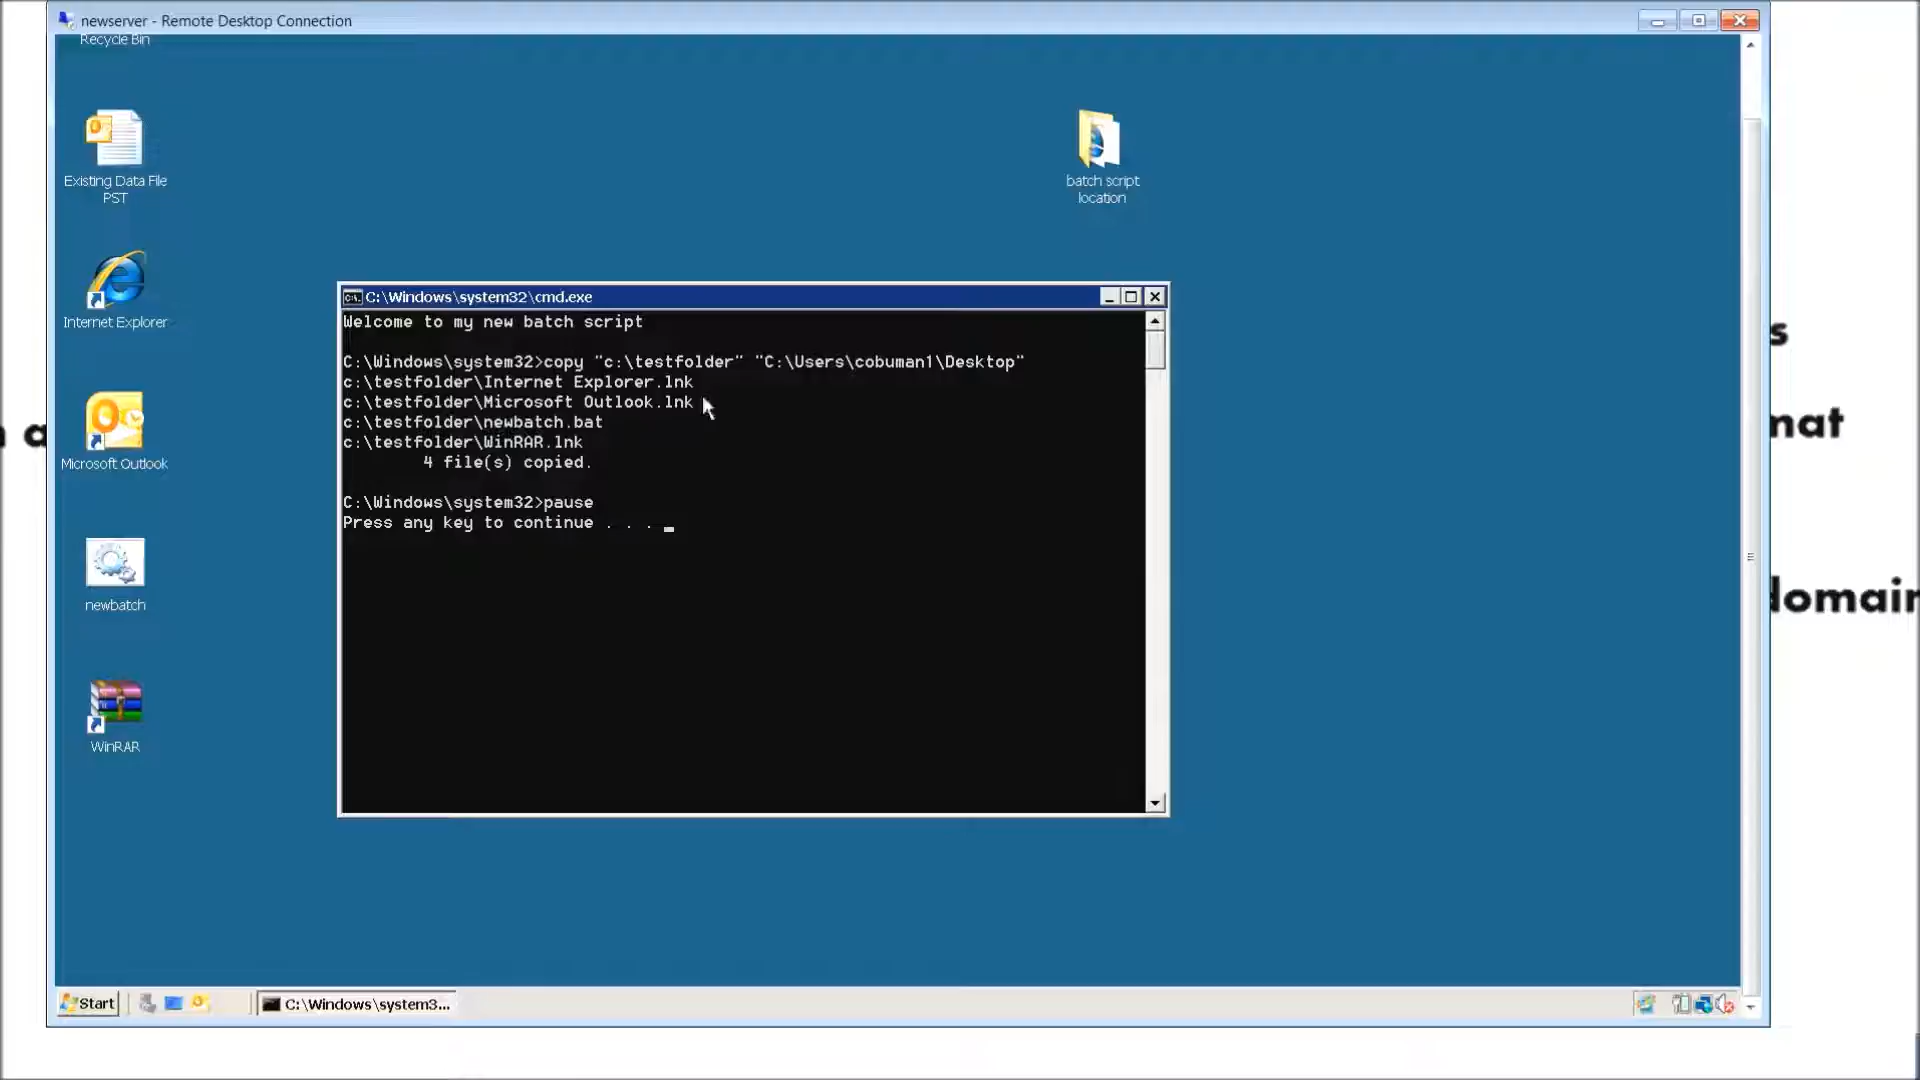 newserver - Remote Desktop Connection
Recycle Bin
Existing Data File
PST
batch script
location
Internet Explorer
C:\Windows\system32\cmd.exe
Welcome to my new batch script
C:\Windows\system32>copy "c:\testfolder" "C:\Users\cobuman1\Desktop"
c:\testfolder\Internet Explorer.lnk
c:\testfolder\Microsoft Outlook.lnk
c:\testfolder\newbatch.bat
c:\testfolder\WinRAR.lnk
4 file(s) copied.
C:\Windows\system32>pause
Press any key to continue . . . _
Microsoft Outlook
newbatch
WinRAR
s
n a
mat
domain
Start
C:\Windows\system3...